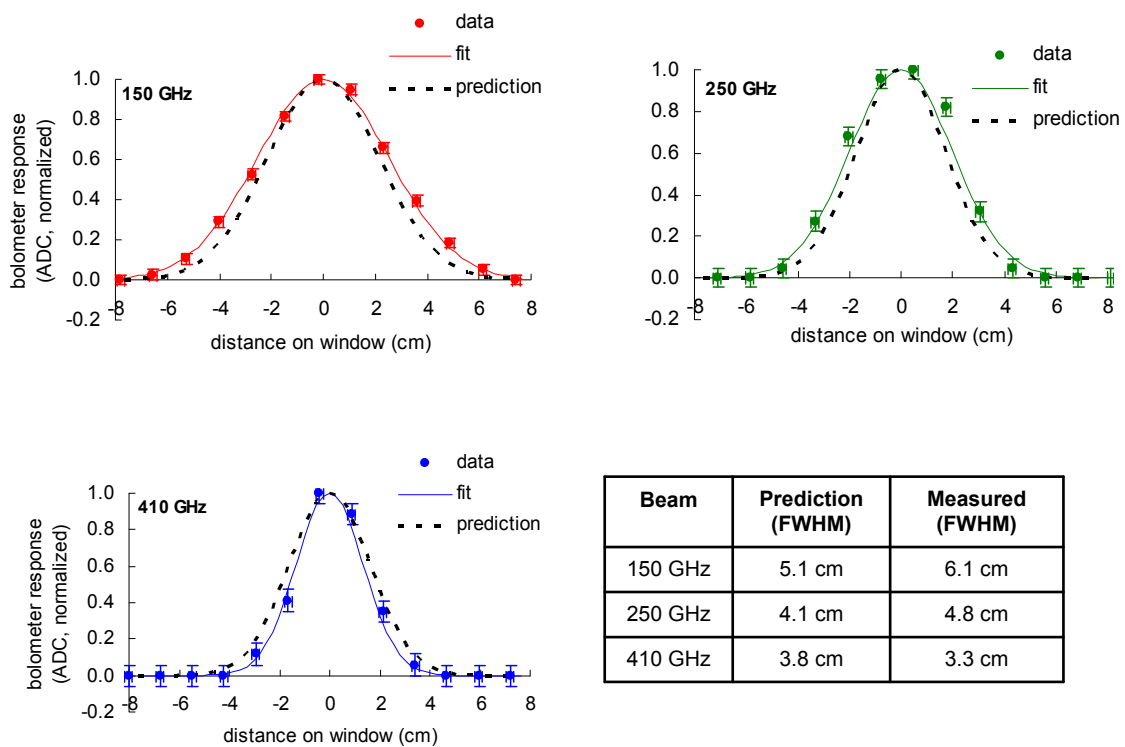 data
fit
prediction
150 GHz
1.0
0.8
0.6
0.4
0.2
0.0
-0.2
-8 -6 -4 -2 0 2 4 6 8
bolometer response
(ADC, normalized)
distance on window (cm)
data
fit
prediction
250 GHz
1.0
0.8
0.6
0.4
0.2
0.0
-0.2
-8 -6 -4 -2 0 2 4 6 8
distance on window (cm)
data
fit
prediction
410 GHz
1.0
0.8
0.6
0.4
0.2
0.0
-0.2
-8 -6 -4 -2 0 2 4 6 8
bolometer response
(ADC, normalized)
distance on window (cm)
Beam Prediction (FWHM) Measured (FWHM)
150 GHz 5.1 cm 6.1 cm
250 GHz 4.1 cm 4.8 cm
410 GHz 3.8 cm 3.3 cm